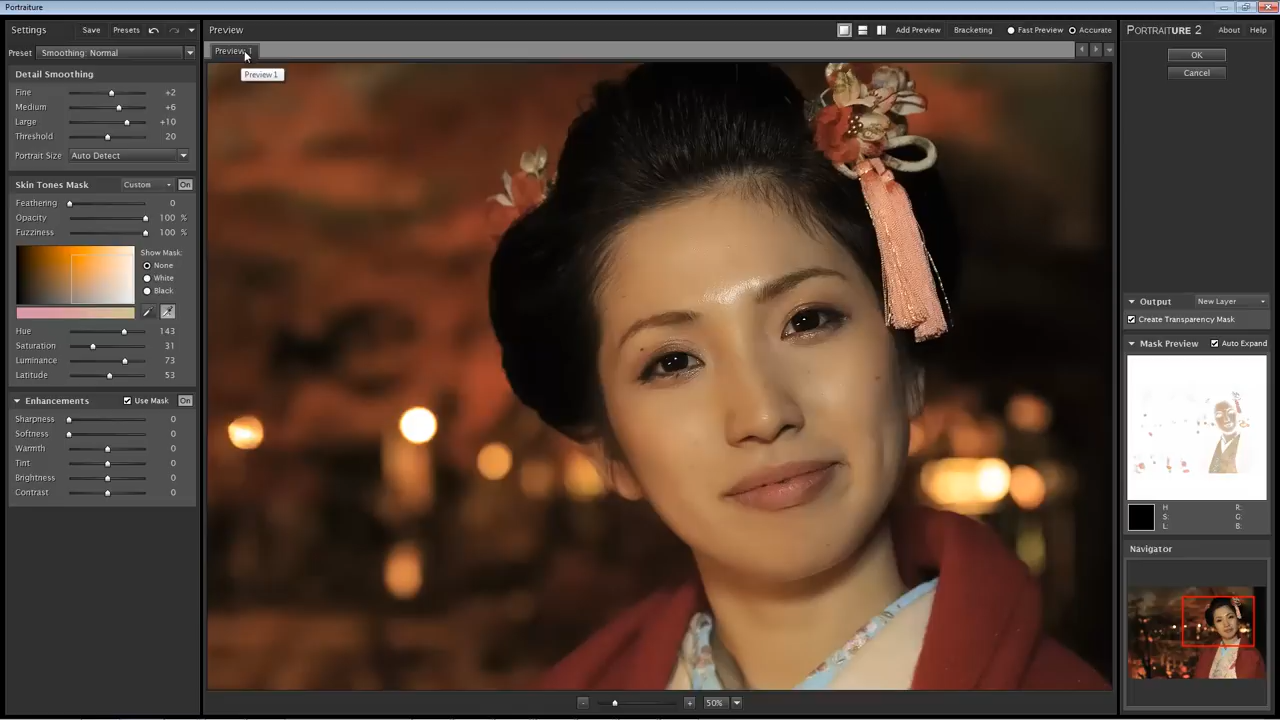 Portraiture
Settings Save Presets
Preset Smoothing: Normal
Detail Smoothing
Fine +2
Medium +6
Large +10
Threshold 20
Portrait Size Auto Detect
Skin Tones Mask Custom On
Feathering 0
Opacity 100 %
Fuzziness 100 %
Show Mask:
None
White
Black
Hue 143
Saturation 31
Luminance 73
Latitude 53
Enhancements Use Mask On
Sharpness 0
Softness 0
Warmth 0
Tint 0
Brightness 0
Contrast 0
Preview Add Preview Bracketing Fast Preview Accurate
Preview 1
Preview 1
- + 50%
PORTRAITURE 2 About Help
OK
Cancel
Output New Layer
Create Transparency Mask
Mask Preview Auto Expand
H R:
S: G:
L: B:
Navigator